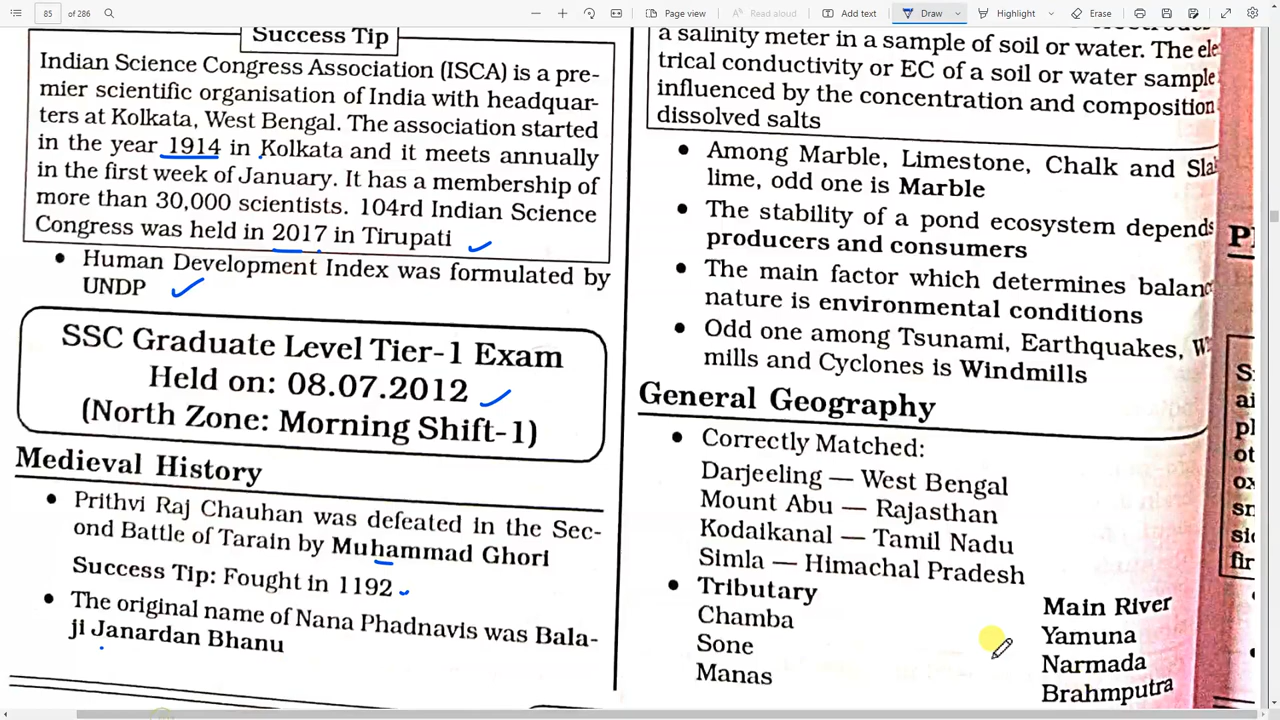 85 of 286
Page view
Read aloud
Add text
Draw
Highlight
Erase
Success Tip
Indian Science Congress Association (ISCA) is a pre-
mier scientific organisation of India with headquar-
ters at Kolkata, West Bengal. The association started
in the year 1914 in Kolkata and it meets annually
in the first week of January. It has a membership of
more than 30,000 scientists. 104rd Indian Science
Congress was held in 2017 in Tirupati
• Human Development Index was formulated by
UNDP
SSC Graduate Level Tier-1 Exam
Held on: 08.07.2012
(North Zone: Morning Shift-1)
Medieval History
• Prithvi Raj Chauhan was defeated in the Sec-
ond Battle of Tarain by Muhammad Ghori
Success Tip: Fought in 1192
• The original name of Nana Phadnavis was Bala-
ji Janardan Bhanu
a salinity meter in a sample of soil or water. The ele
trical conductivity or EC of a soil or water sample
influenced by the concentration and composition
dissolved salts
• Among Marble, Limestone, Chalk and Sla
lime, odd one is Marble
• The stability of a pond ecosystem depends
producers and consumers
• The main factor which determines balanc
nature is environmental conditions
• Odd one among Tsunami, Earthquakes, W
mills and Cyclones is Windmills
General Geography
• Correctly Matched:
Darjeeling — West Bengal
Mount Abu — Rajasthan
Kodaikanal — Tamil Nadu
Simla — Himachal Pradesh
• Tributary Main River
Chamba Yamuna
Sone Narmada
Manas Brahmputra